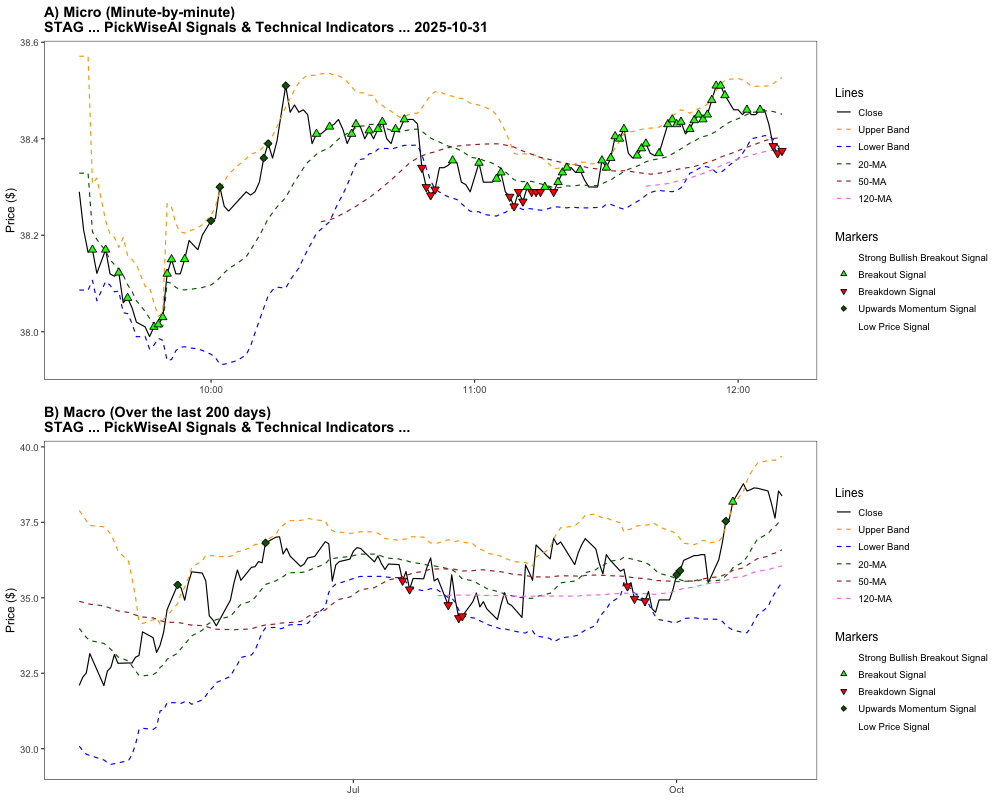 A) Micro (Minute-by-minute)
STAG ... PickWiseAI Signals & Technical Indicators ... 2025-10-31
38.6
38.4
38.2
38.0
Price ($)
10:00
11:00
12:00
Lines
Close
Upper Band
Lower Band
20-MA
50-MA
120-MA
Markers
Strong Bullish Breakout Signal
Breakout Signal
Breakdown Signal
Upwards Momentum Signal
Low Price Signal
B) Macro (Over the last 200 days)
STAG ... PickWiseAI Signals & Technical Indicators ...
40.0
37.5
35.0
32.5
30.0
Price ($)
Jul
Oct
Lines
Close
Upper Band
Lower Band
20-MA
50-MA
120-MA
Markers
Strong Bullish Breakout Signal
Breakout Signal
Breakdown Signal
Upwards Momentum Signal
Low Price Signal